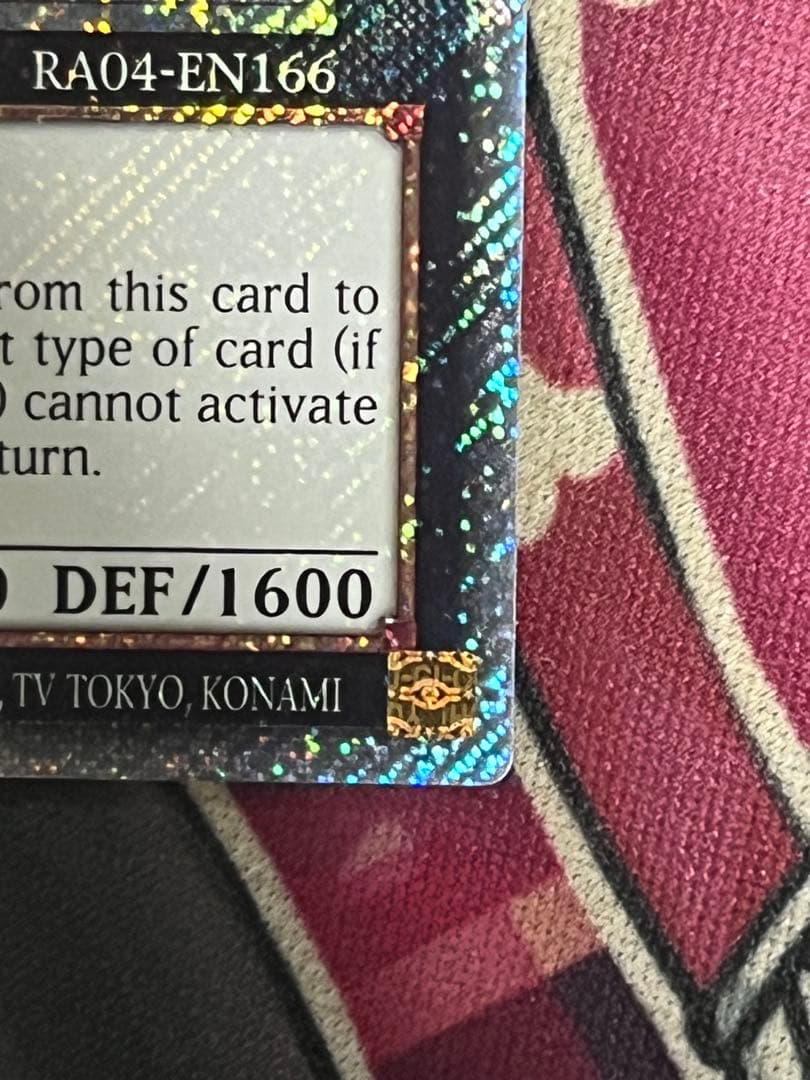 RA04-EN166
rom this card to
t type of card (if
) cannot activate
turn.
DEF/1600
, TV TOKYO, KONAMI